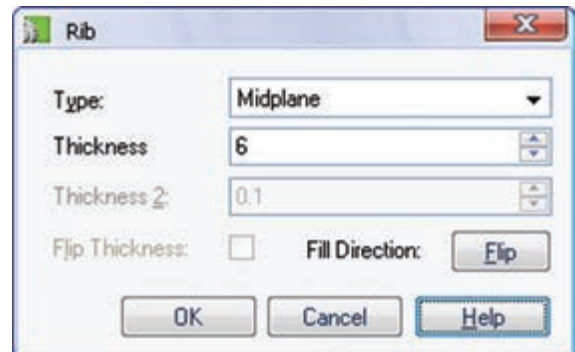 Rib
Type: Midplane
Thickness 6
Thickness 2: 0.1
Flip Thickness: Fill Direction: Flip
OK Cancel Help